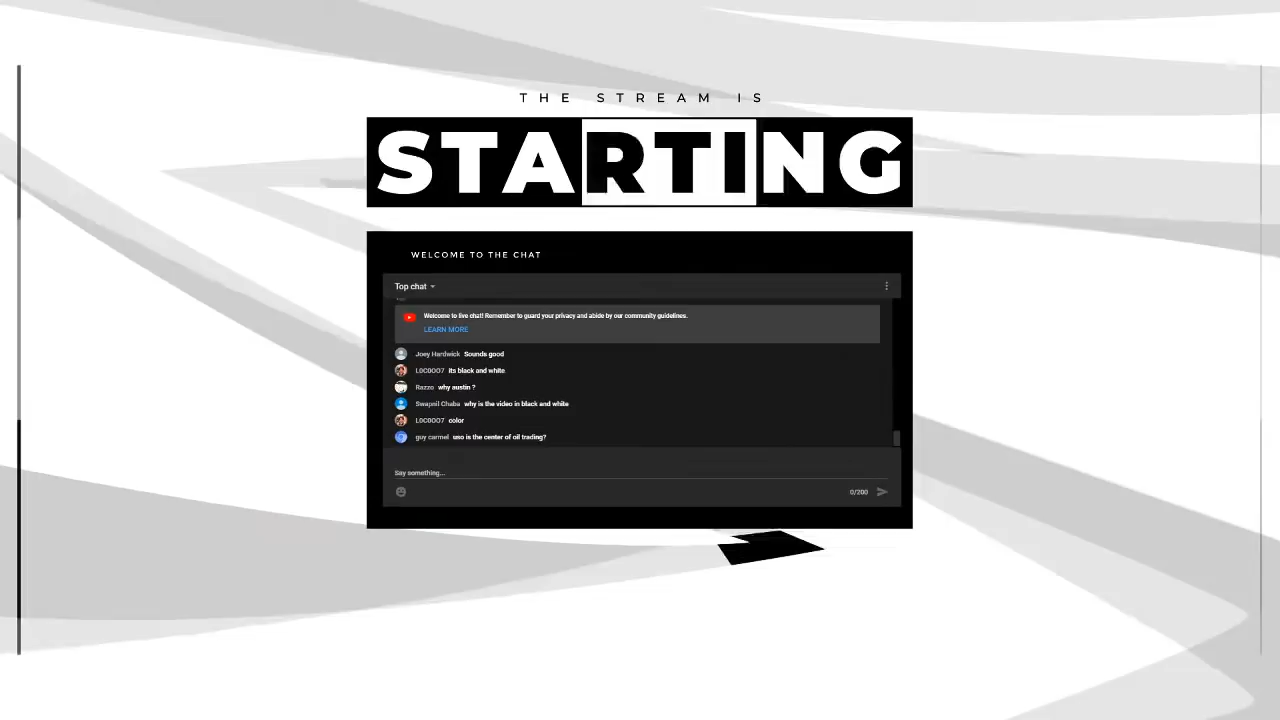 THE STREAM IS
STARTING
WELCOME TO THE CHAT
Top chat
Welcome to live chat! Remember to guard your privacy and abide by our community guidelines.
LEARN MORE
Joey Hardwick Sounds good
L0C0OO7 its black and white
Razzo why austin ?
Swapnil Chaba why is the video in black and white
L0C0OO7 color
guy carmel uso is the center of oil trading?
Say something...
0/200